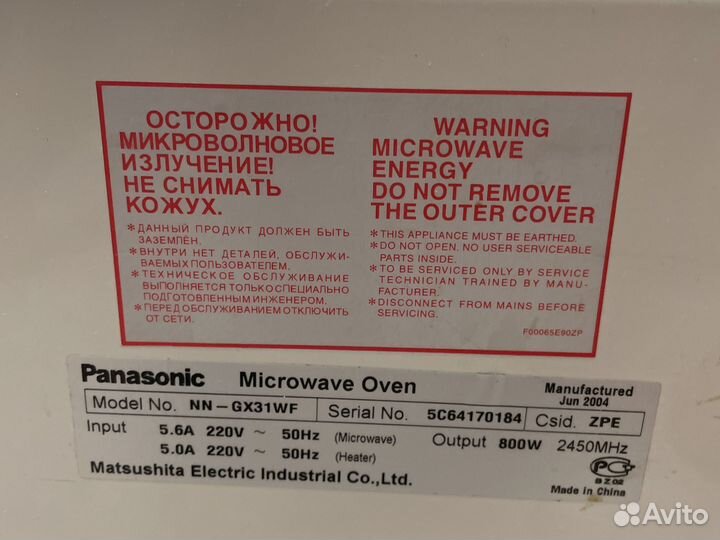 ОСТОРОЖНО!
МИКРОВОЛНОВОЕ
ИЗЛУЧЕНИЕ!
НЕ СНИМАТЬ
КОЖУХ.
*ДАННЫЙ ПРОДУКТ ДОЛЖЕН БЫТЬ
ЗАЗЕМЛЁН.
*ВНУТРИ НЕТ ДЕТАЛЕЙ, ОБСЛУЖИ-
ВАЕМЫХ ПОЛЬЗОВАТЕЛЕМ.
*ТЕХНИЧЕСКОЕ ОБСЛУЖИВАНИЕ
ВЫПОЛНЯЕТСЯ ТОЛЬКО СПЕЦИАЛЬНО
ПОДГОТОВЛЕННЫМ ИНЖЕНЕРОМ.
*ПЕРЕД ОБСЛУЖИВАНИЕМ ОТКЛЮЧИТЬ
ОТ СЕТИ.
WARNING
MICROWAVE
ENERGY
DO NOT REMOVE
THE OUTER COVER
*THIS APPLIANCE MUST BE EARTHED.
*DO NOT OPEN. NO USER SERVICEABLE
PARTS INSIDE.
*TO BE SERVICED ONLY BY SERVICE
TECHNICIAN TRAINED BY MANU-
FACTURER.
*DISCONNECT FROM MAINS BEFORE
SERVICING.
F00065E90ZP
Panasonic Microwave Oven
Manufactured
Jun 2004
Model No. NN-GX31WF Serial No. 5C64170184 Csid. ZPE
Input 5.6A 220V ~ 50Hz (Microwave) Output 800W 2450MHz
5.0A 220V ~ 50Hz (Heater)
Matsushita Electric Industrial Co.,Ltd.
РС
BZ02
Made in China
Avito